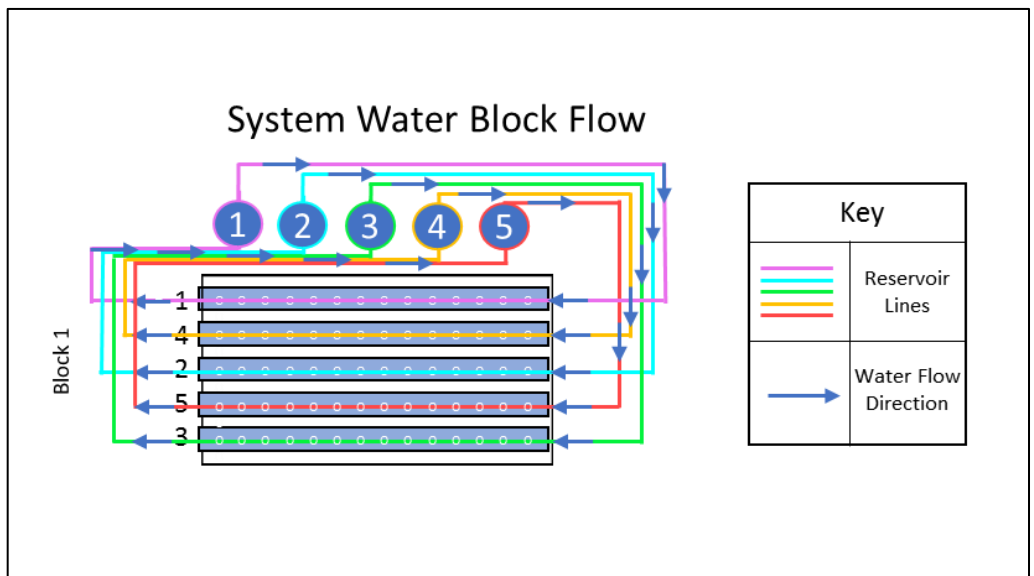 System Water Block Flow
1 2 3 4 5
Block 1
1
4
2
5
3
Key
Reservoir
Lines
Water Flow
Direction